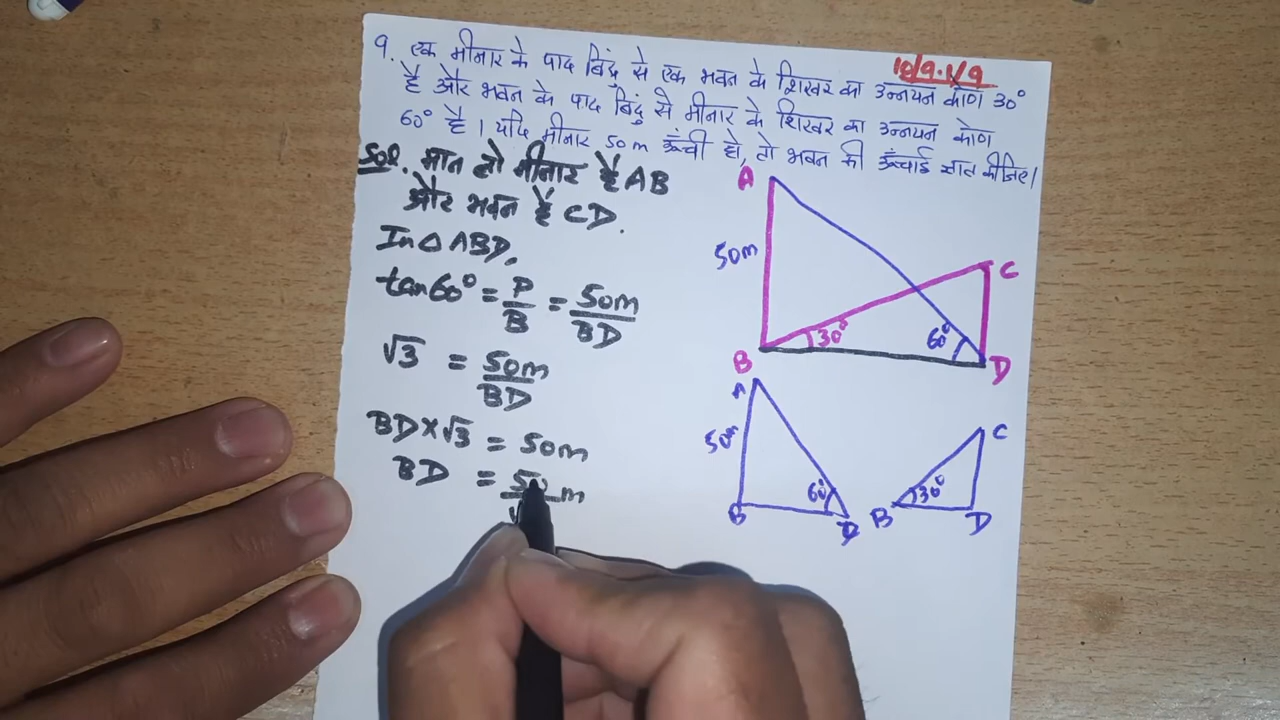 10/9.1/9
9. एक मीनार के पाद बिंदु से एक भवन के शिखर का उन्नयन कोण 30°
है और भवन के पाद बिंदु से मीनार के शिखर का उन्नयन कोण
60° है। यदि मीनार 50m ऊँची हो, तो भवन की ऊँचाई ज्ञात कीजिए।
Sol. मान लो मीनार है AB
और भवन है CD.
In △ ABD,
tan60° = P/B = 50m/BD
√3 = 50m/BD
BD×√3 = 50m
BD = 50/√ m
A
50m
C
30°
60°
B
D
A
50m
60°
B
D
C
30°
B
D